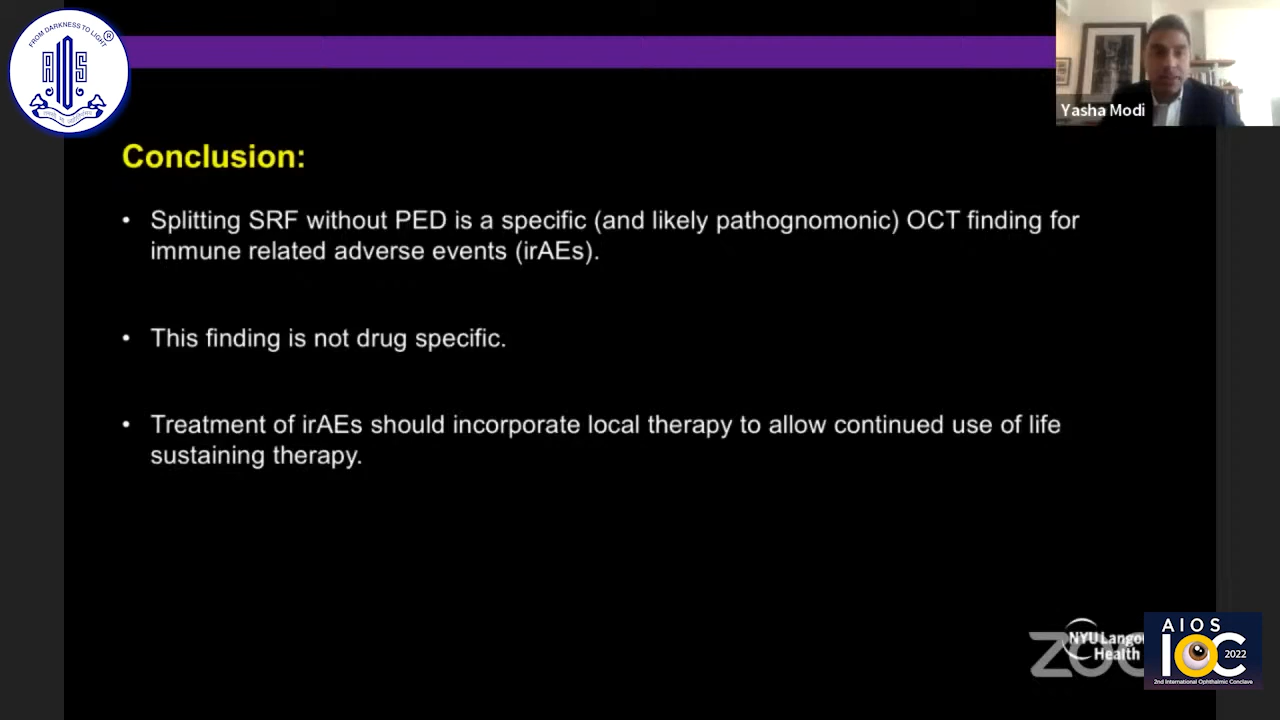 FROM DARKNESS TO LIGHT
R
AIOS
Yasha Modi
Conclusion:
• Splitting SRF without PED is a specific (and likely pathognomonic) OCT finding for
immune related adverse events (irAEs).
• This finding is not drug specific.
• Treatment of irAEs should incorporate local therapy to allow continued use of life
sustaining therapy.
NYU Lango
Health
AIOS
IOC
2022
2nd International Ophthalmic Conclave